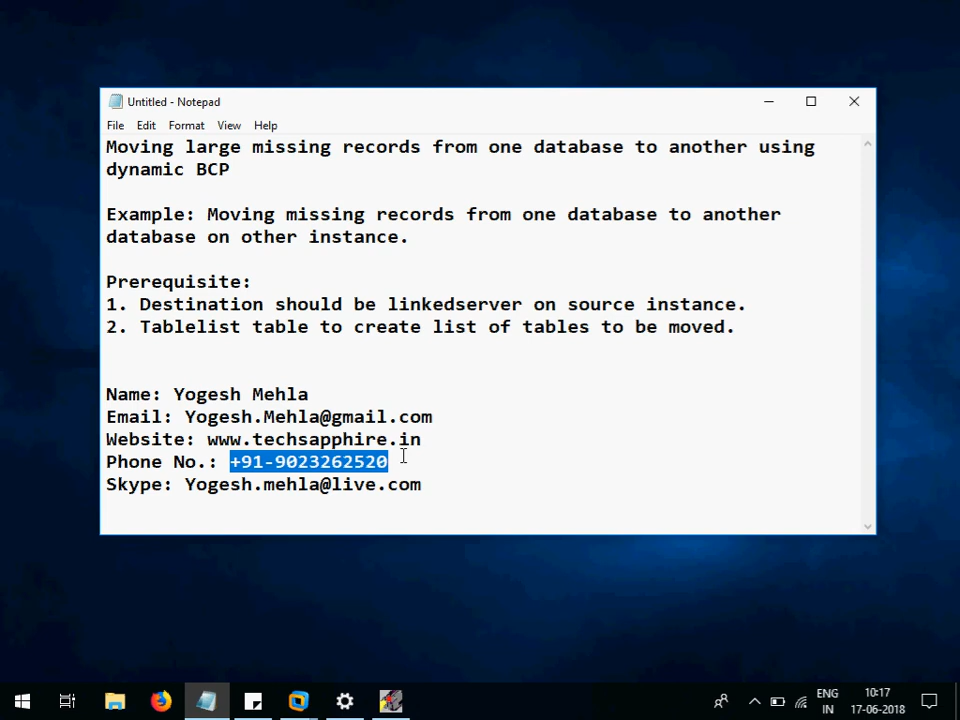 Untitled - Notepad
File Edit Format View Help
Moving large missing records from one database to another using
dynamic BCP
Example: Moving missing records from one database to another
database on other instance.
Prerequisite:
1. Destination should be linkedserver on source instance.
2. Tablelist table to create list of tables to be moved.
Name: Yogesh Mehla
Email: Yogesh.Mehla@gmail.com
Website: www.techsapphire.in
Phone No.: +91-9023262520
Skype: Yogesh.mehla@live.com
ENG 10:17
IN 17-06-2018